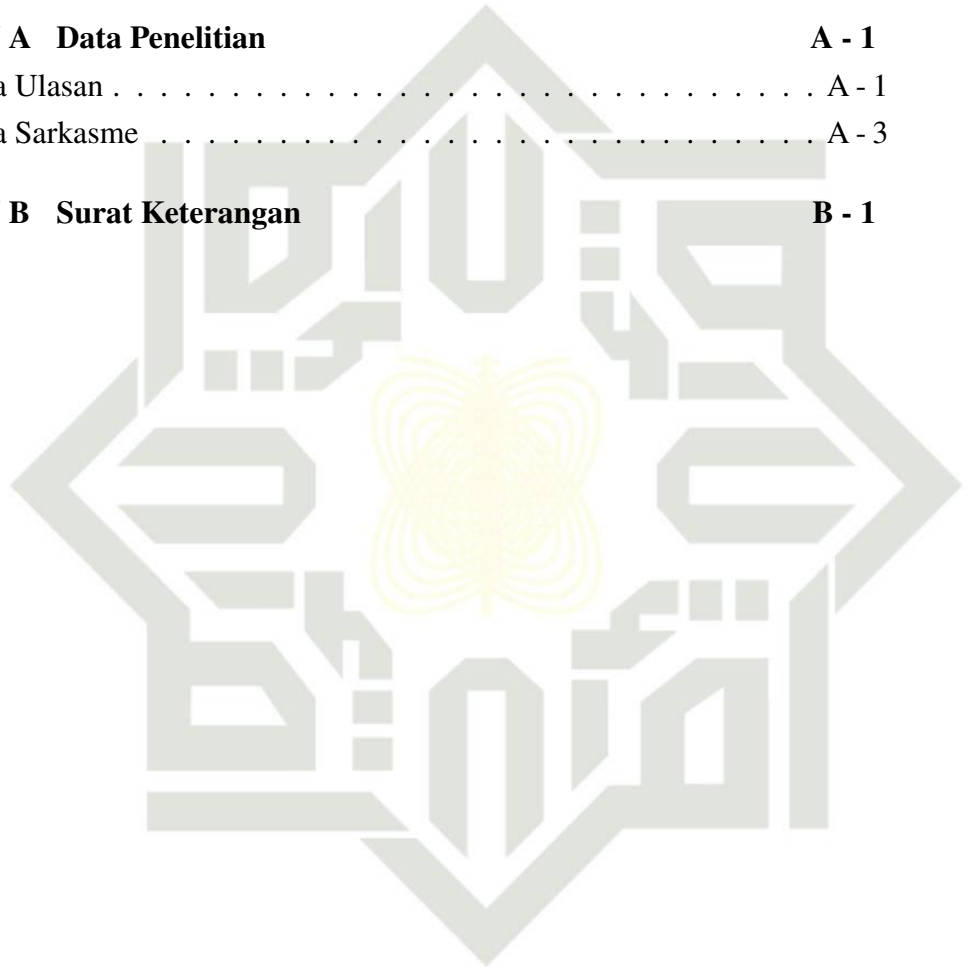 A Data Penelitian A - 1
a Ulasan . . . . . . . . . . . . . . . . . . . . . . . . . . . . . . A - 1
a Sarkasme . . . . . . . . . . . . . . . . . . . . . . . . . . . . A - 3
B Surat Keterangan B - 1